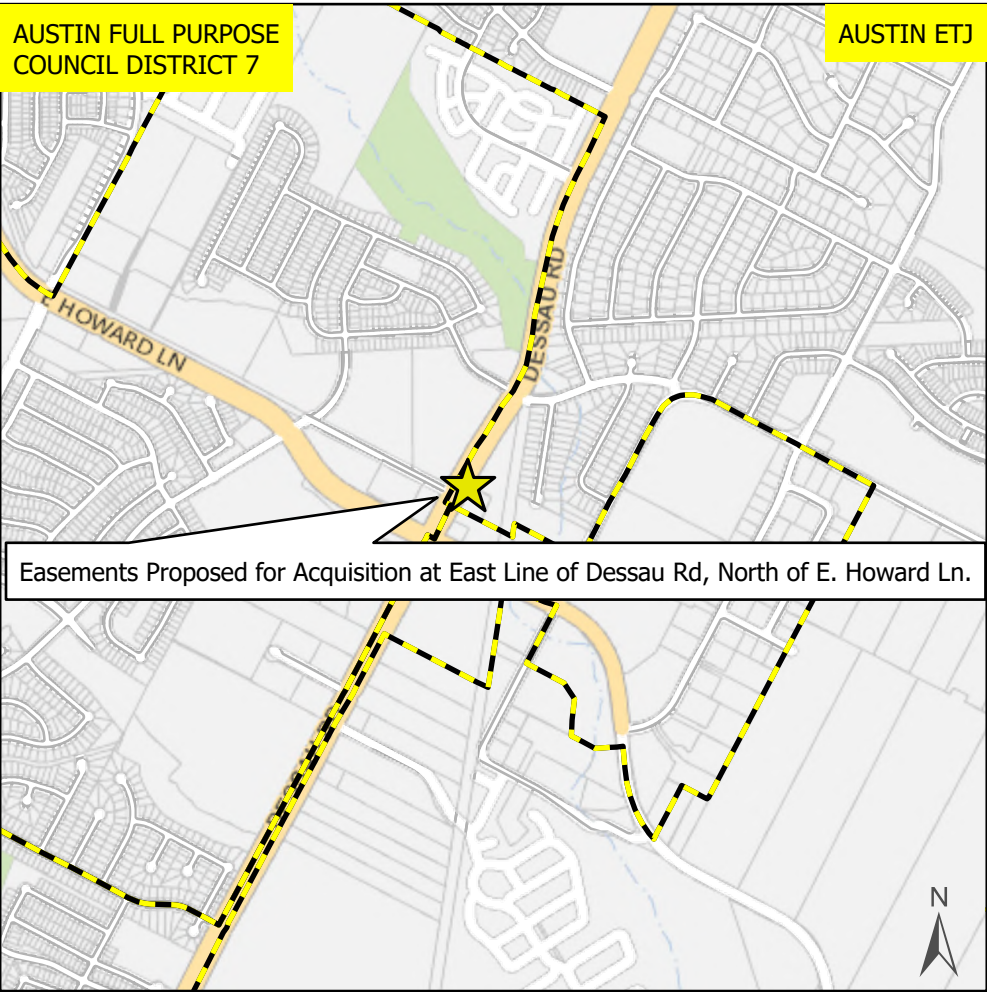 AUSTIN FULL PURPOSE
COUNCIL DISTRICT 7
AUSTIN ETJ
DESSAU RD
E HOWARD LN
Easements Proposed for Acquisition at East Line of Dessau Rd, North of E. Howard Ln.
N